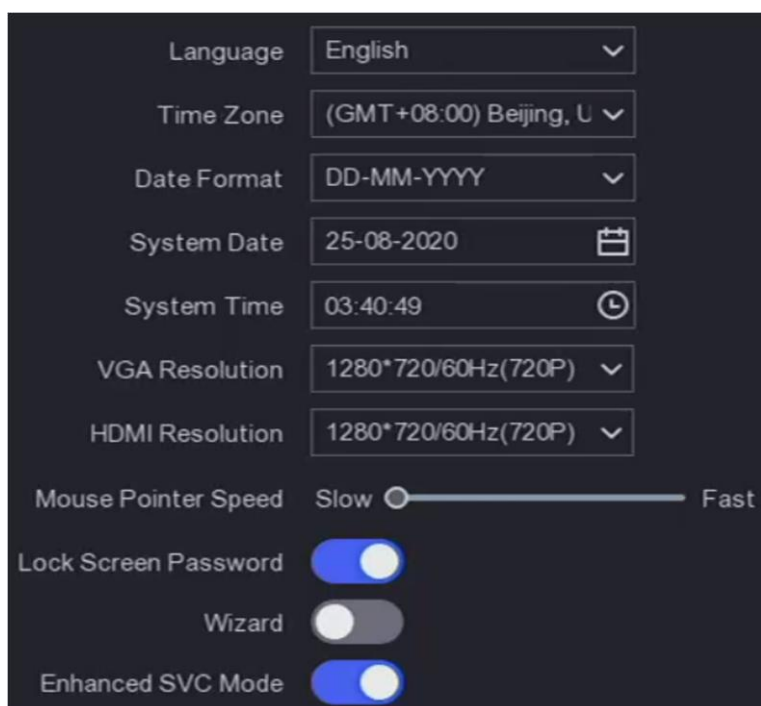 Language English
Time Zone (GMT+08:00) Beijing, U
Date Format DD-MM-YYYY
System Date 25-08-2020
System Time 03:40:49
VGA Resolution 1280*720/60Hz(720P)
HDMI Resolution 1280*720/60Hz(720P)
Mouse Pointer Speed Slow Fast
Lock Screen Password
Wizard
Enhanced SVC Mode